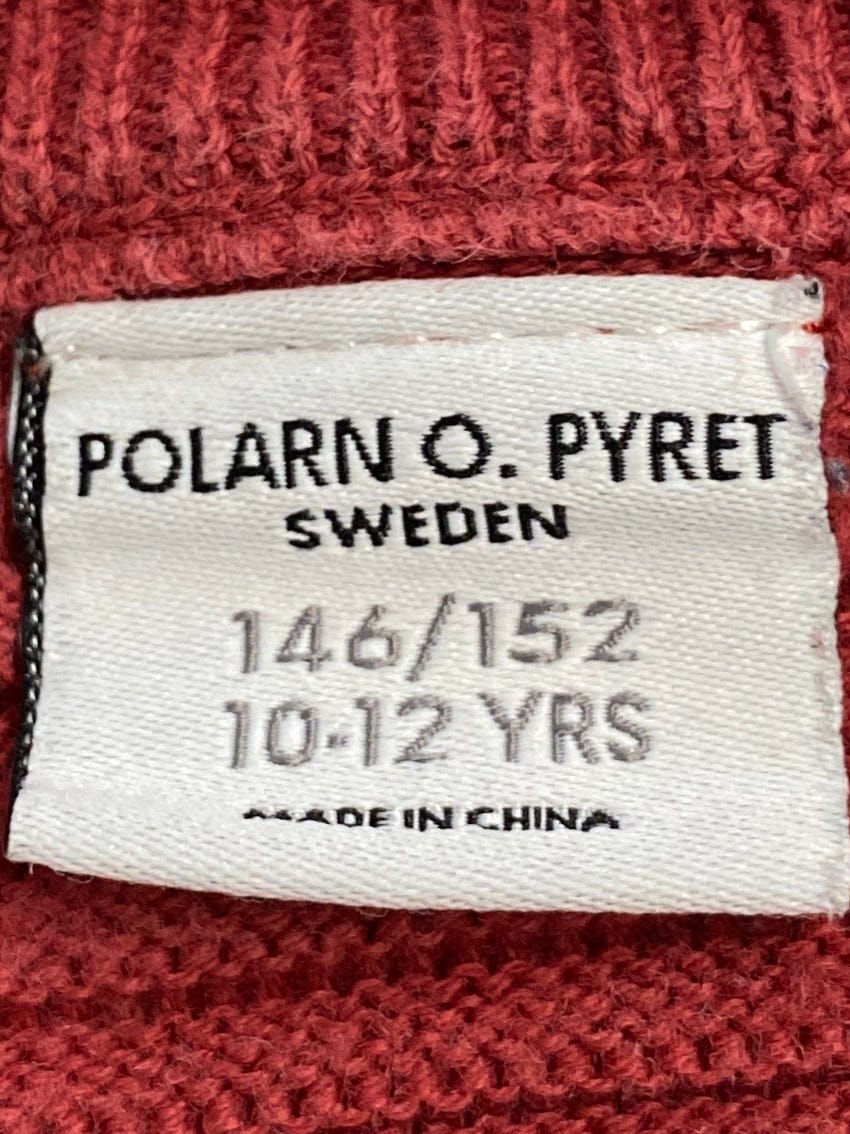 POLARN O. PYRET
SWEDEN
146/152
10-12 YRS
MADE IN CHINA